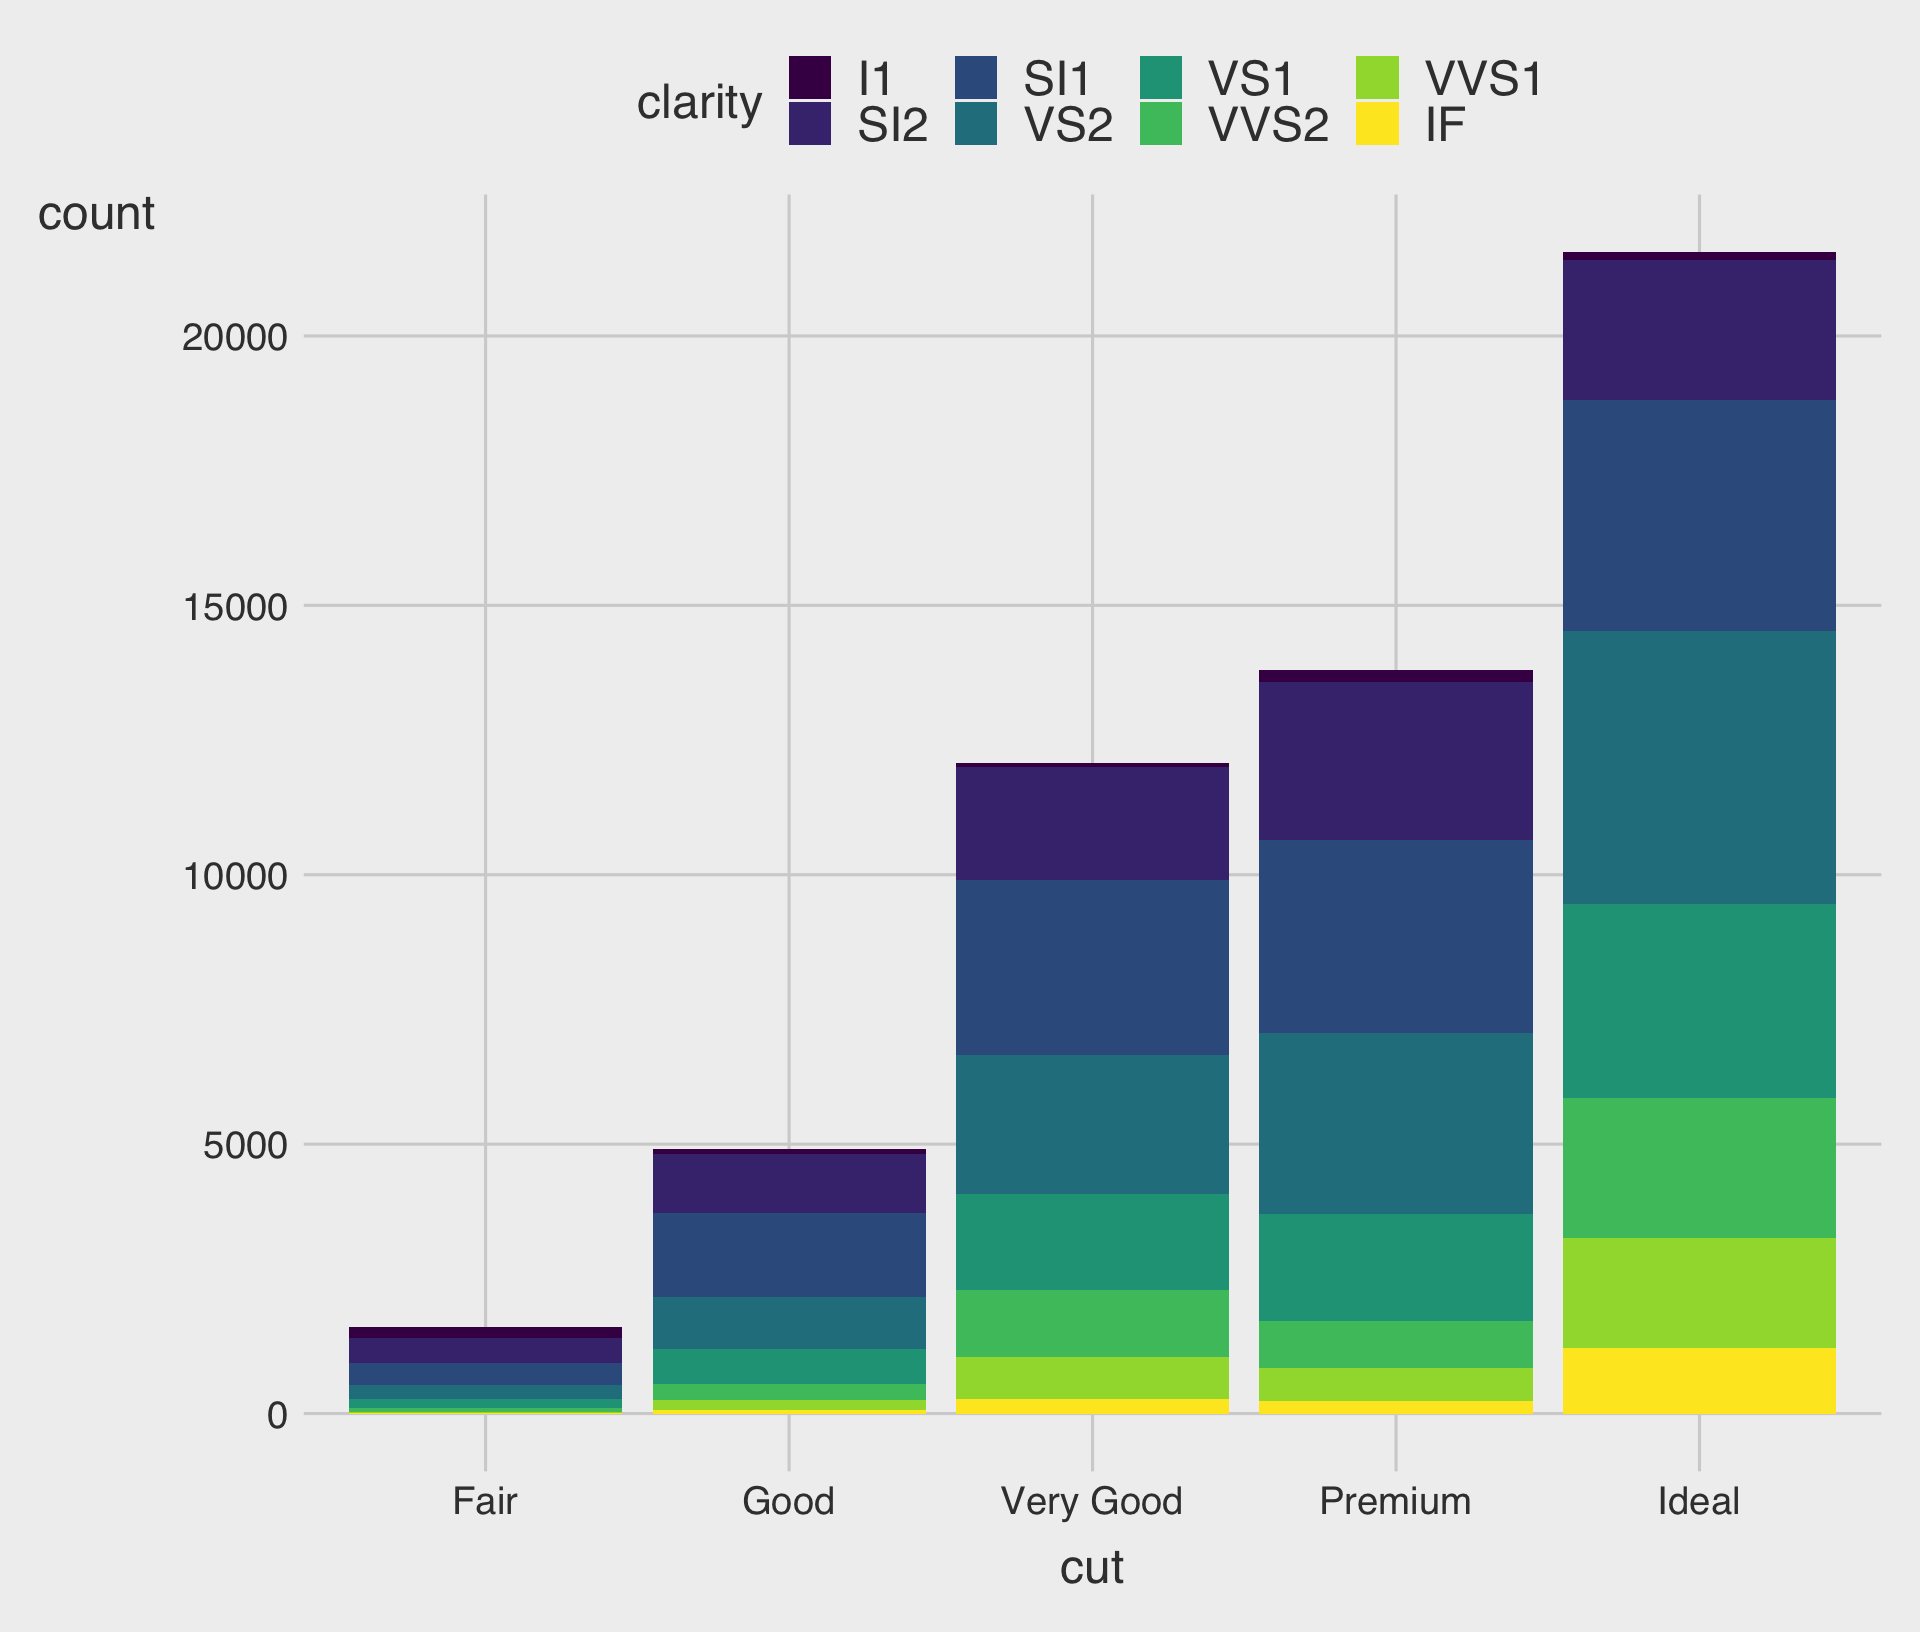 clarity
I1 SI1 VS1 VVS1
SI2 VS2 VVS2 IF
count
20000
15000
10000
5000
0
Fair Good Very Good Premium Ideal
cut